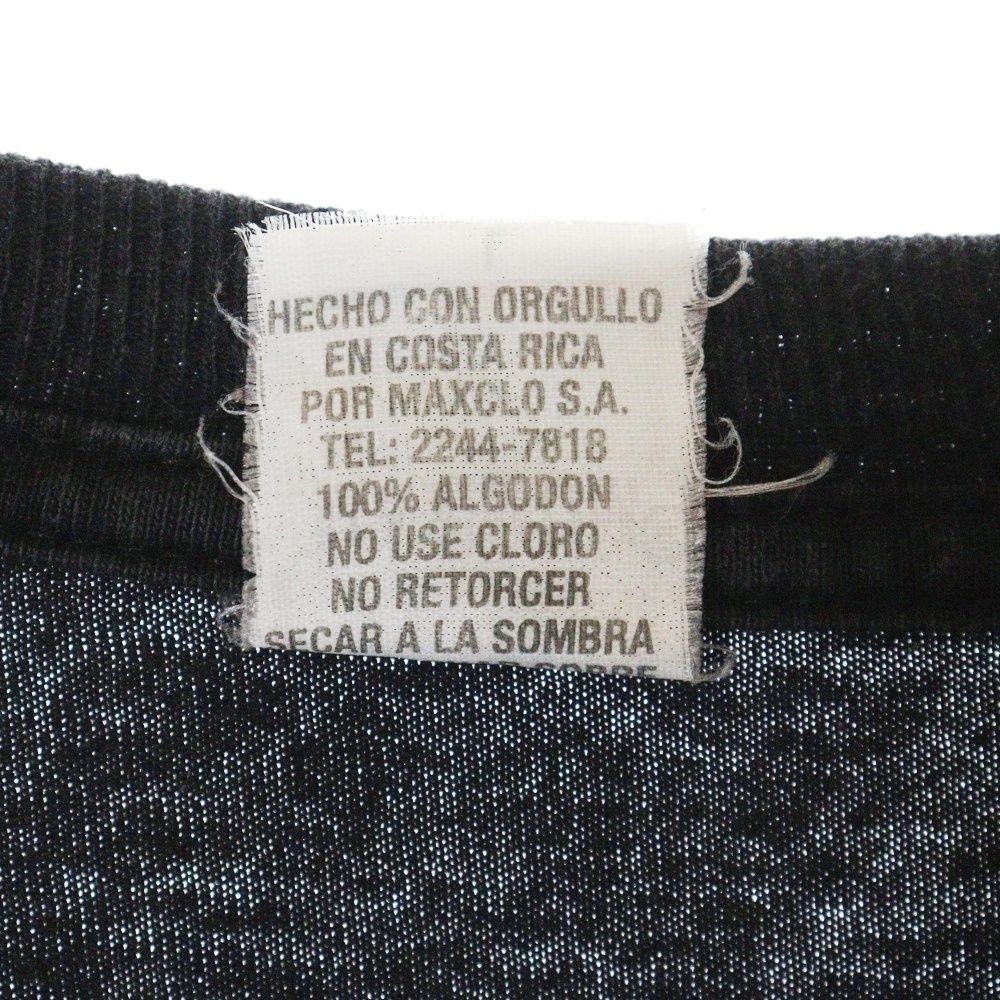 HECHO CON ORGULLO
EN COSTA RICA
POR MAXCLO S.A.
TEL: 2244-7818
100% ALGODON
NO USE CLORO
NO RETORCER
SECAR A LA SOMBRA